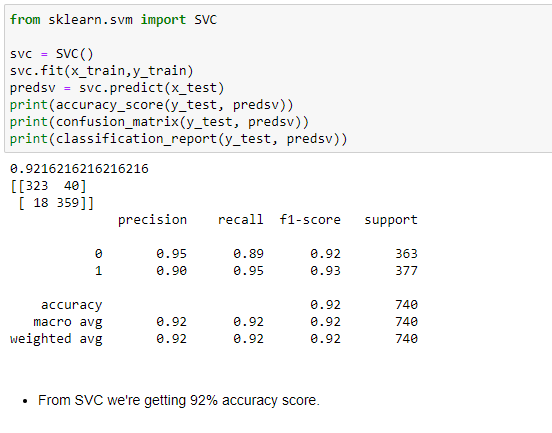 from sklearn.svm import SVC

svc = SVC()
svc.fit(x_train,y_train)
predsv = svc.predict(x_test)
print(accuracy_score(y_test, predsv))
print(confusion_matrix(y_test, predsv))
print(classification_report(y_test, predsv))
0.9216216216216216
[[323  40]
 [ 18 359]]
              precision    recall  f1-score   support

           0       0.95      0.89      0.92       363
           1       0.90      0.95      0.93       377

    accuracy                           0.92       740
   macro avg       0.92      0.92      0.92       740
weighted avg       0.92      0.92      0.92       740

• From SVC we're getting 92% accuracy score.